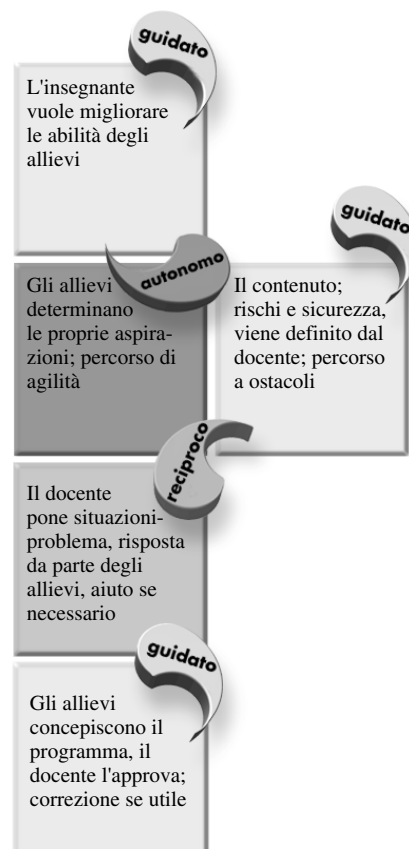 guidato
L'insegnante
vuole migliorare
le abilità degli
allievi
autonomo
Gli allievi
determinano
le proprie aspira-
zioni; percorso di
agilità
guidato
Il contenuto;
rischi e sicurezza,
viene definito dal
docente; percorso
a ostacoli
reciproco
Il docente
pone situazioni-
problema, risposta
da parte degli
allievi, aiuto se
necessario
guidato
Gli allievi
concepiscono il
programma, il
docente l'approva;
correzione se utile